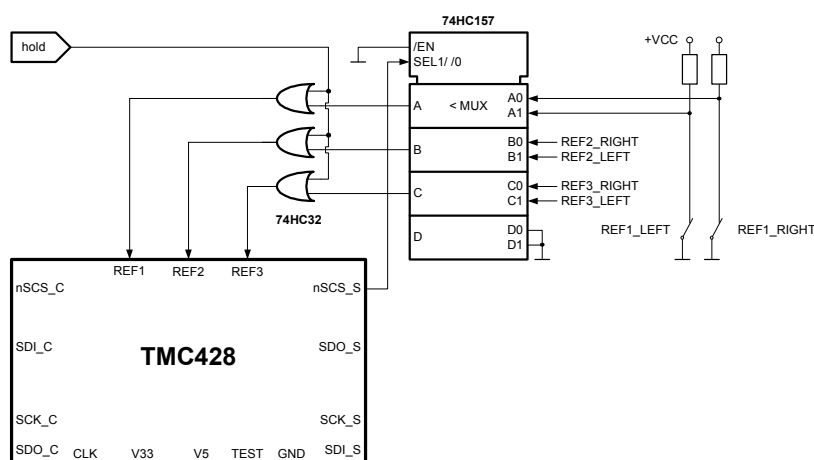 74HC157
hold
/EN
SEL1/ /0
+VCC
A
< MUX
A0
A1
B
B0
B1
REF2_RIGHT
REF2_LEFT
C
C0
C1
REF3_RIGHT
REF3_LEFT
74HC32
D
D0
D1
REF1_LEFT
REF1_RIGHT
REF1
REF2
REF3
nSCS_C
nSCS_S
SDI_C
TMC428
SDO_S
SCK_C
SCK_S
SDO_C
CLK
V33
V5
TEST
GND
SDI_S